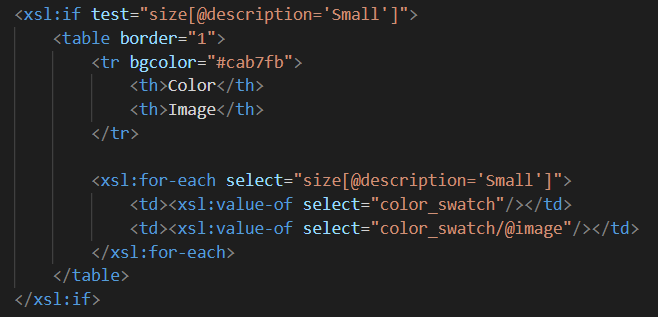 <xsl:if test="size[@description='Small']">
<table border="1">
<tr bgcolor="#cab7fb">
<th>Color</th>
<th>Image</th>
</tr>
<xsl:for-each select="size[@description='Small']">
<td><xsl:value-of select="color_swatch"/></td>
<td><xsl:value-of select="color_swatch/@image"/></td>
</xsl:for-each>
</table>
</xsl:if>